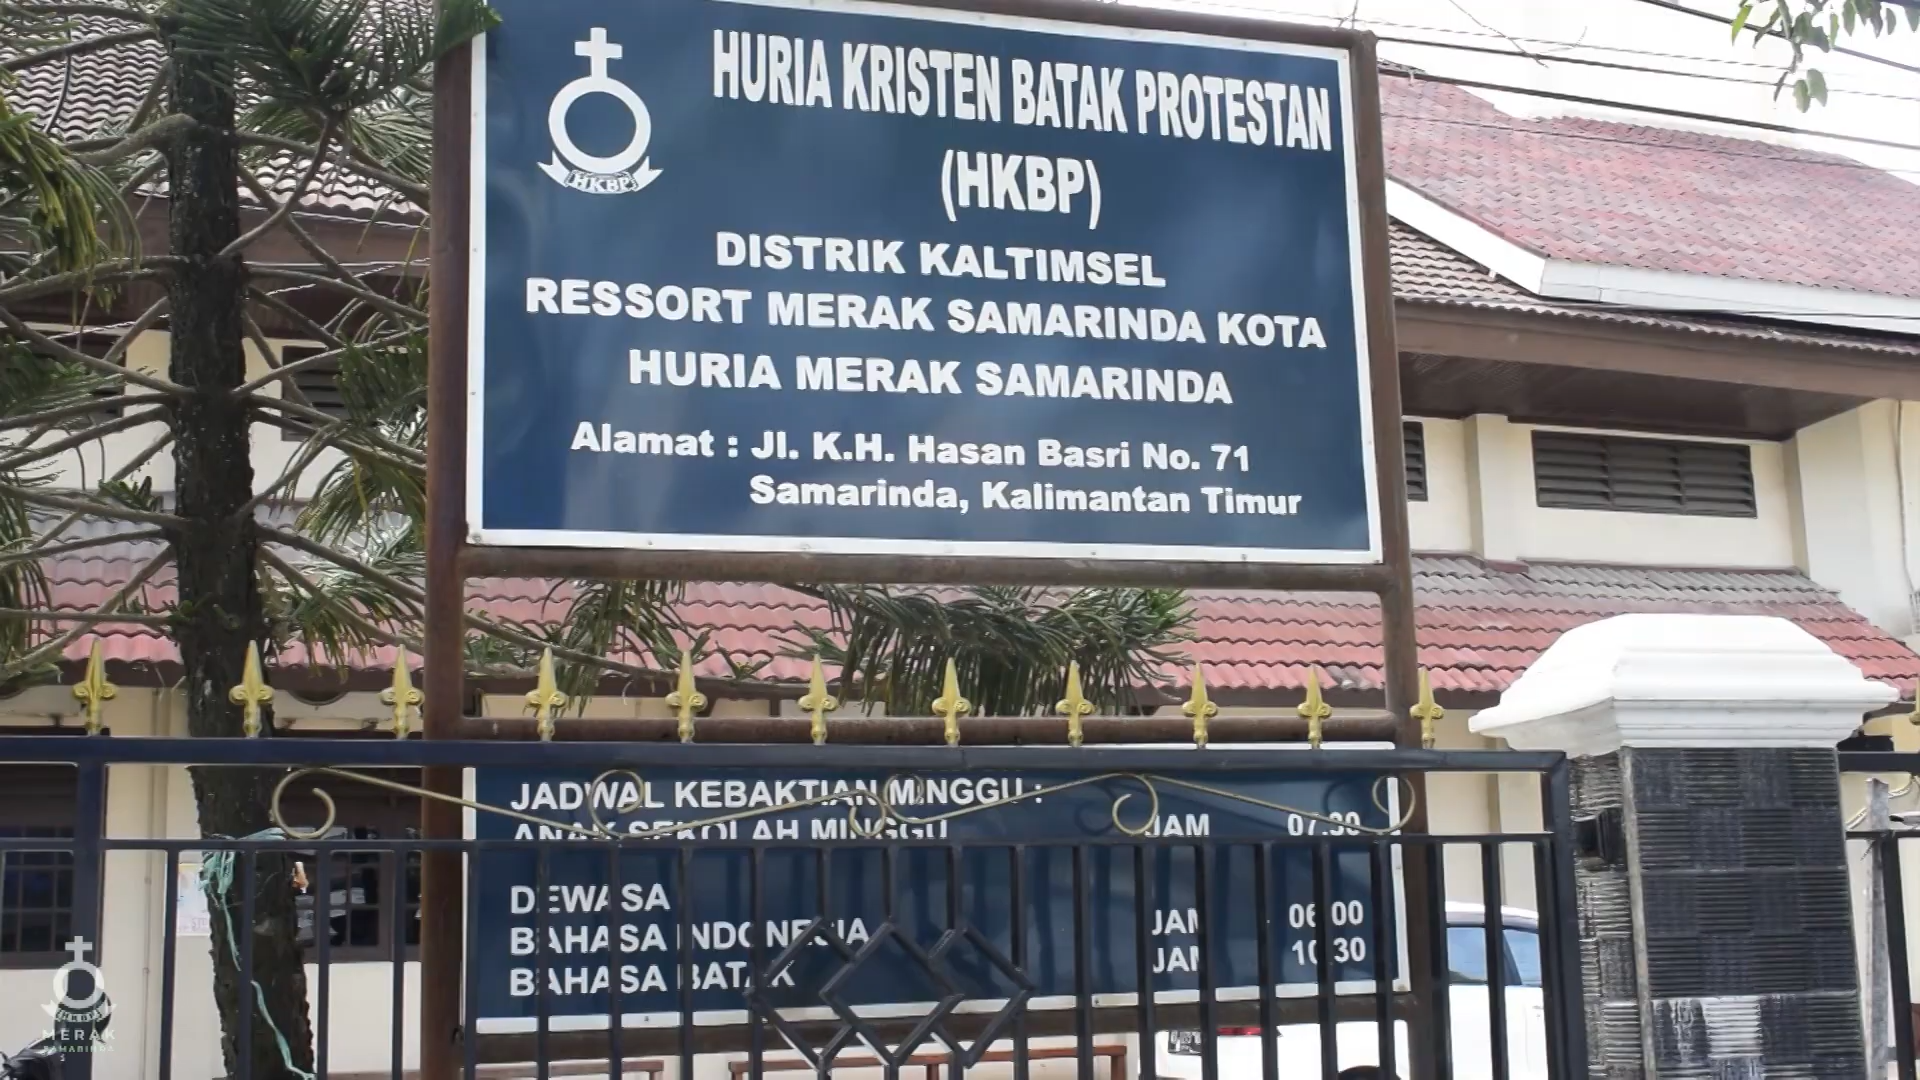 HURIA KRISTEN BATAK PROTESTAN
(HKBP)
HKBP
DISTRIK KALTIMSEL
RESSORT MERAK SAMARINDA KOTA
HURIA MERAK SAMARINDA
Alamat : Jl. K.H. Hasan Basri No. 71
Samarinda, Kalimantan Timur
JADWAL KEBAKTIAN MINGGU :
ANAK SEKOLAH MINGGU JAM 07.30
DEWASA
BAHASA INDONESIA JAM 06.00
BAHASA BATAK JAM 10.30
HKBP
MERAK
SAMARINDA